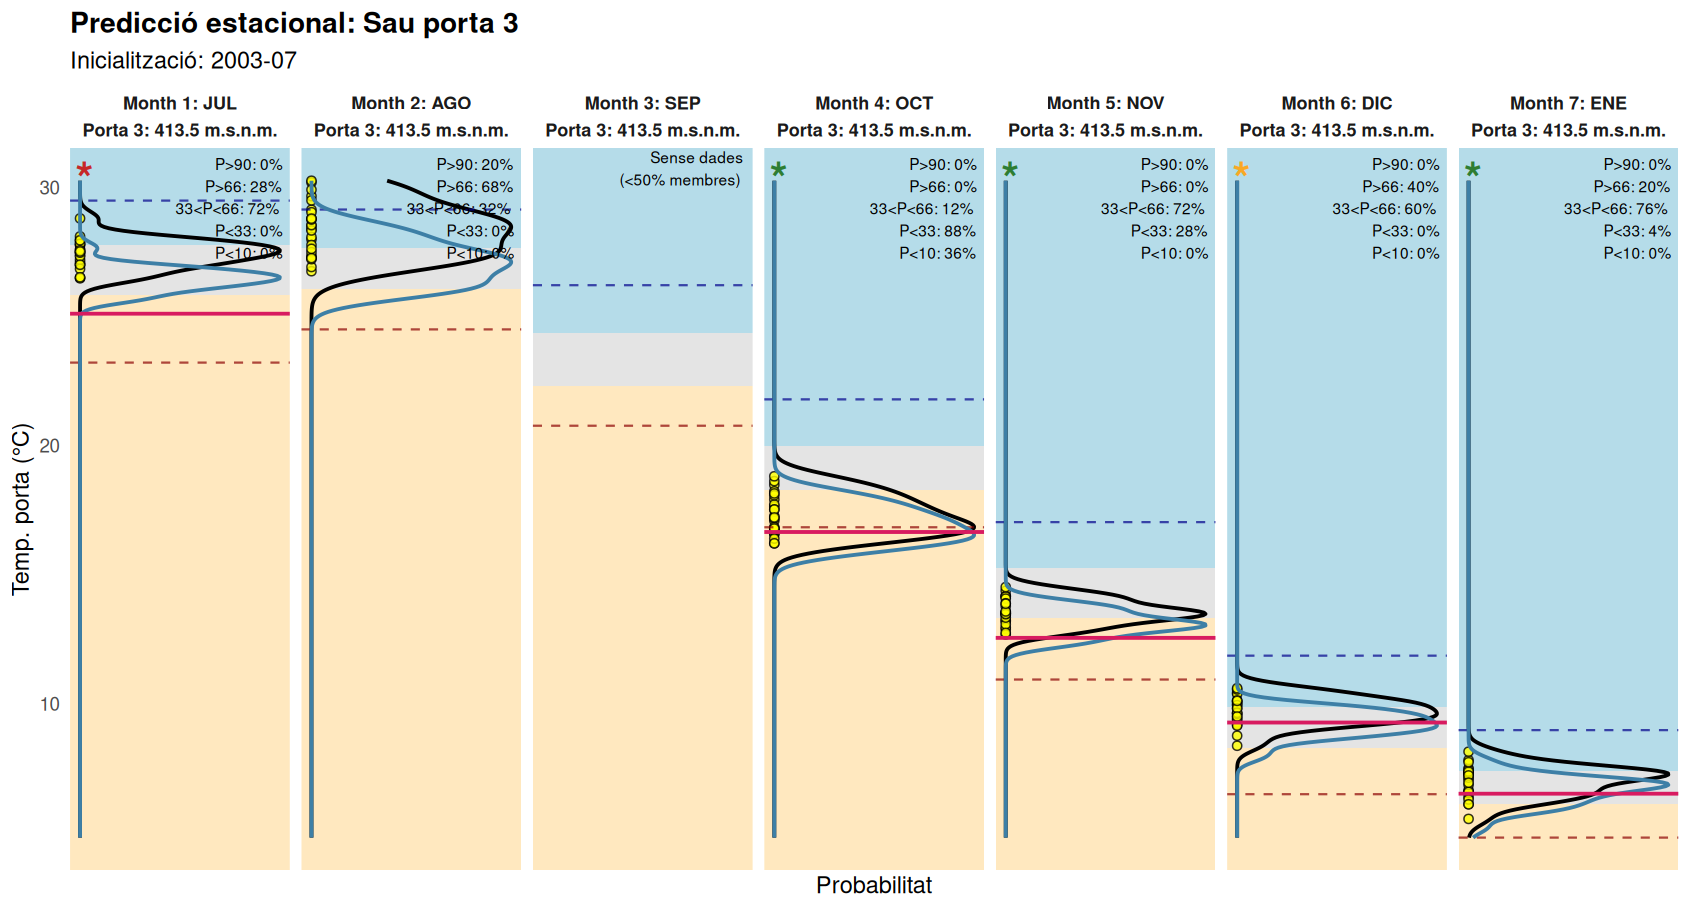 Predicció estacional: Sau porta 3
Inicialització: 2003-07
Month 1: JUL
Porta 3: 413.5 m.s.n.m.
Month 2: AGO
Porta 3: 413.5 m.s.n.m.
Month 3: SEP
Porta 3: 413.5 m.s.n.m.
Month 4: OCT
Porta 3: 413.5 m.s.n.m.
Month 5: NOV
Porta 3: 413.5 m.s.n.m.
Month 6: DIC
Porta 3: 413.5 m.s.n.m.
Month 7: ENE
Porta 3: 413.5 m.s.n.m.
Temp. porta (°C)
30
20
10
*
P>90: 0%
P>66: 28%
33<P<66: 72%
P<33: 0%
P<10: 0%
P>90: 20%
P>66: 68%
33<P<66: 32%
P<33: 0%
P<10: 0%
Sense dades
(<50% membres)
*
P>90: 0%
P>66: 0%
33<P<66: 12%
P<33: 88%
P<10: 36%
*
P>90: 0%
P>66: 0%
33<P<66: 72%
P<33: 28%
P<10: 0%
*
P>90: 0%
P>66: 40%
33<P<66: 60%
P<33: 0%
P<10: 0%
*
P>90: 0%
P>66: 20%
33<P<66: 76%
P<33: 4%
P<10: 0%
Probabilitat